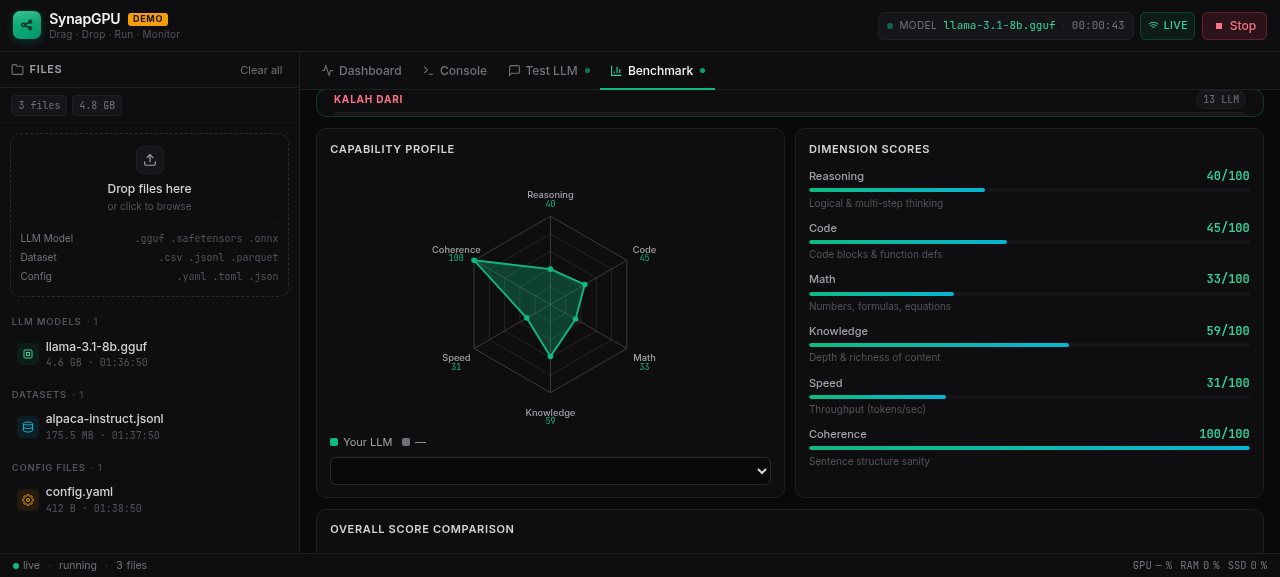 SynapGPU DEMO
Drag · Drop · Run · Monitor
MODEL llama-3.1-8b.gguf · 00:00:43
LIVE
Stop
FILES
Clear all
3 files 4.8 GB
Drop files here
or click to browse
LLM Model .gguf .safetensors .onnx
Dataset .csv .jsonl .parquet
Config .yaml .toml .json
LLM MODELS · 1
llama-3.1-8b.gguf
4.6 GB · 01:36:50
DATASETS · 1
alpaca-instruct.jsonl
175.5 MB · 01:37:50
CONFIG FILES · 1
config.yaml
412 B · 01:38:50
Dashboard Console Test LLM Benchmark
KALAH DARI 13 LLM
CAPABILITY PROFILE
Reasoning
40
Coherence
100
Code
45
Speed
31
Math
33
Knowledge
59
Your LLM —
DIMENSION SCORES
Reasoning 40/100
Logical & multi-step thinking
Code 45/100
Code blocks & function defs
Math 33/100
Numbers, formulas, equations
Knowledge 59/100
Depth & richness of content
Speed 31/100
Throughput (tokens/sec)
Coherence 100/100
Sentence structure sanity
OVERALL SCORE COMPARISON
live · running · 3 files
GPU —% RAM 0% SSD 0%